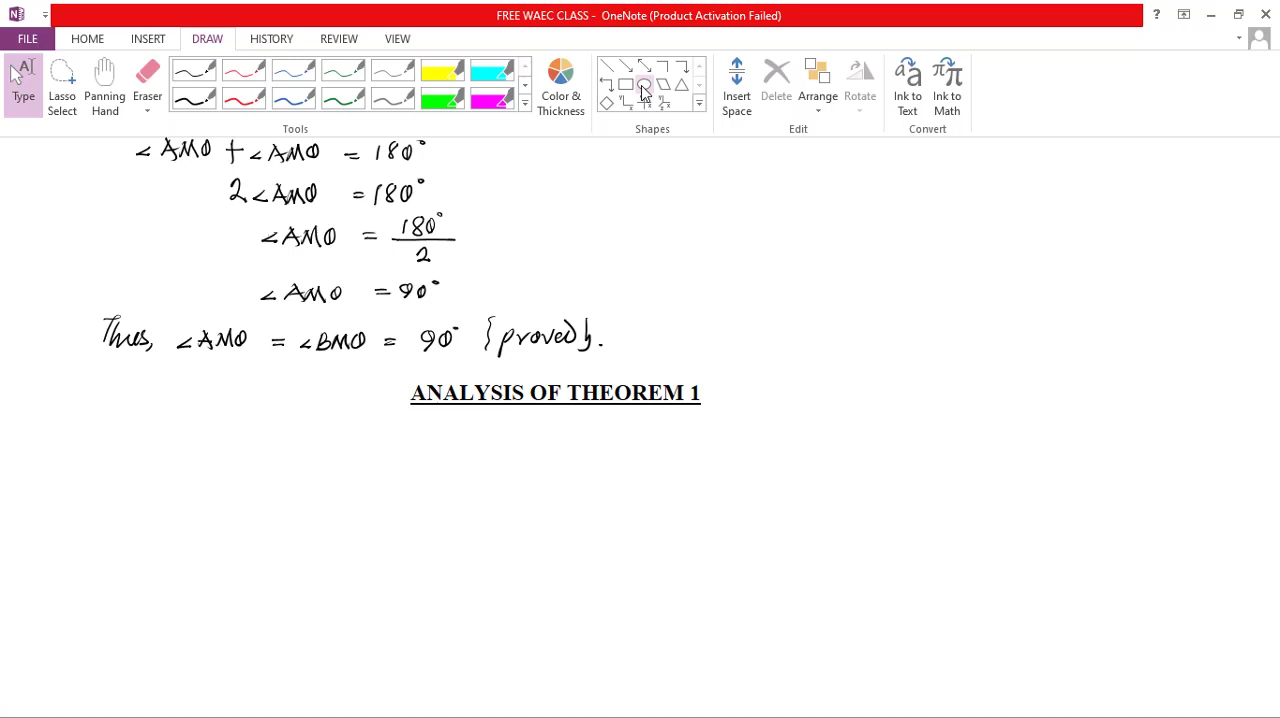 FREE WAEC CLASS - OneNote (Product Activation Failed)
FILE HOME INSERT DRAW HISTORY REVIEW VIEW
Type
Lasso Select
Panning Hand
Eraser
Color & Thickness
Insert Space
Delete
Arrange
Rotate
Ink to Text
Ink to Math
Tools
Shapes
Edit
Convert
∠AMO + ∠AMO = 180°
2∠AMO = 180°
∠AMO = 180°/2
∠AMO = 90°
Thus, ∠AMO = ∠BMO = 90° {proved}.
ANALYSIS OF THEOREM 1